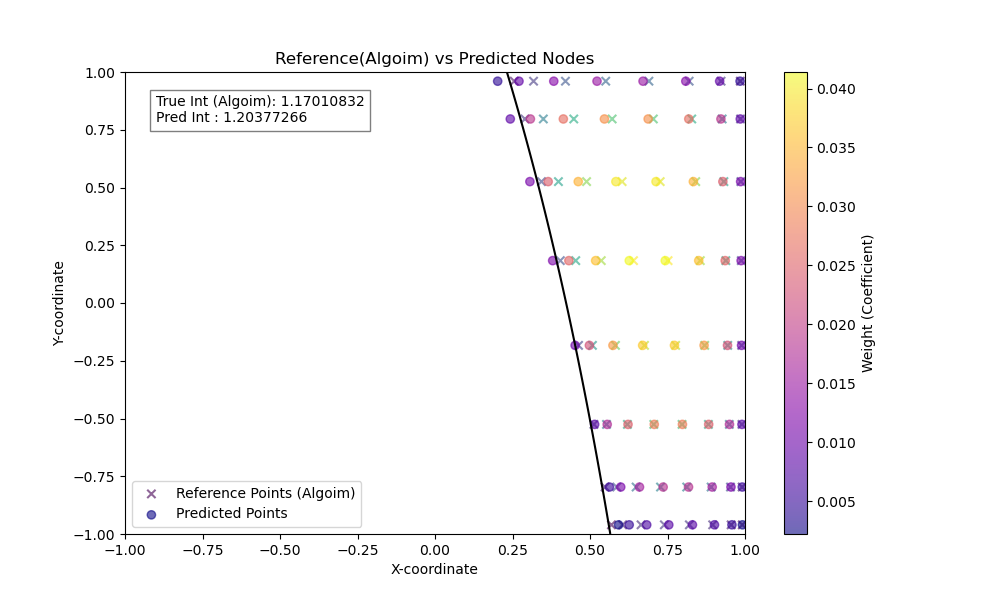 Reference(Algoim) vs Predicted Nodes
True Int (Algoim): 1.17010832
Pred Int : 1.20377266
1.00
0.75
0.50
0.25
0.00
−0.25
−0.50
−0.75
−1.00
Y-coordinate
Reference Points (Algoim)
Predicted Points
−1.00 −0.75 −0.50 −0.25 0.00 0.25 0.50 0.75 1.00
X-coordinate
0.040
0.035
0.030
0.025
0.020
0.015
0.010
0.005
Weight (Coefficient)